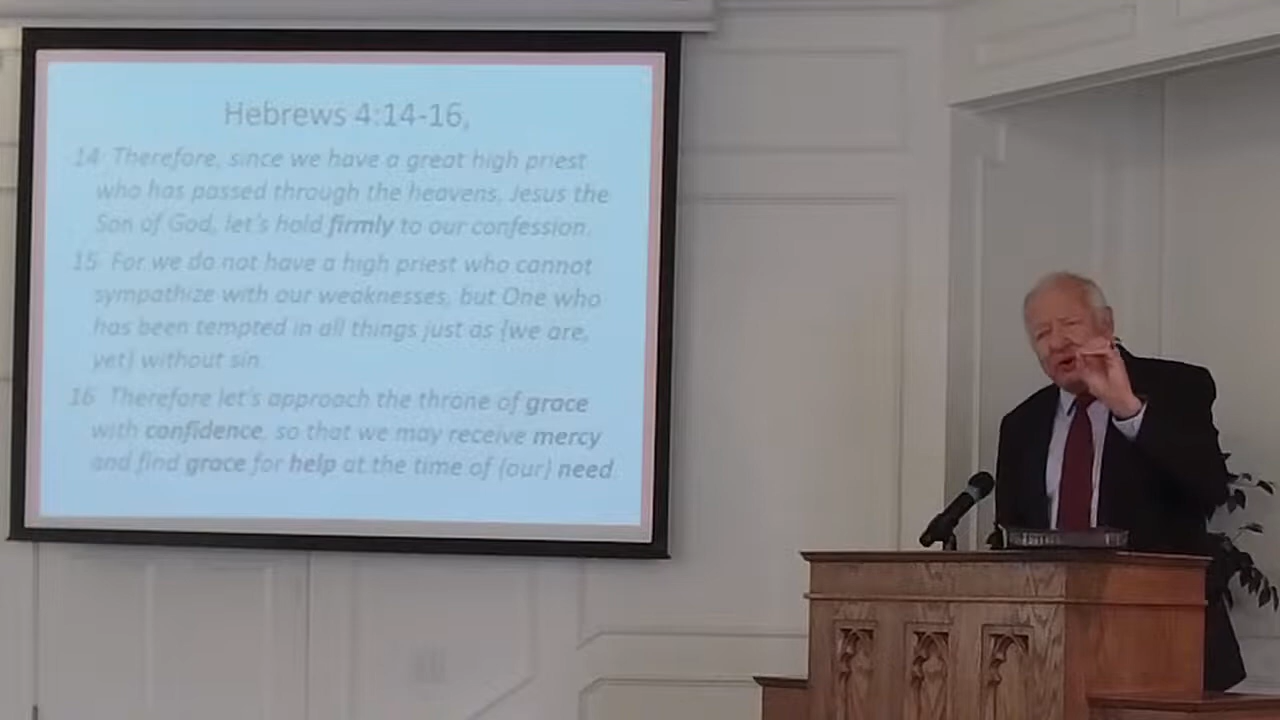 Hebrews 4:14-16,
14 Therefore, since we have a great high priest
who has passed through the heavens, Jesus the
Son of God, let's hold firmly to our confession.
15 For we do not have a high priest who cannot
sympathize with our weaknesses, but One who
has been tempted in all things just as (we are,
yet) without sin
16 Therefore let's approach the throne of grace
with confidence, so that we may receive mercy
and find grace for help at the time of (our) need